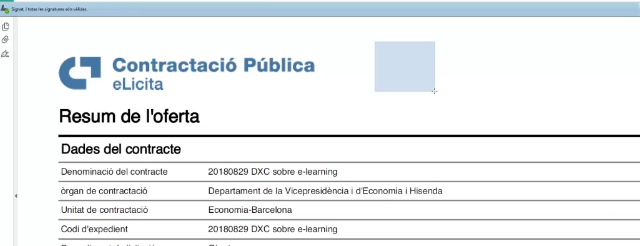 Signat, i totes les signatures són vàlides.
Contractació Pública
eLicita
Resum de l'oferta
Dades del contracte
Denominació del contracte 20180829 DXC sobre e-learning
òrgan de contractació Departament de la Vicepresidència i d'Economia i Hisenda
Unitat de contractació Economia-Barcelona
Codi d'expedient 20180829 DXC sobre e-learning